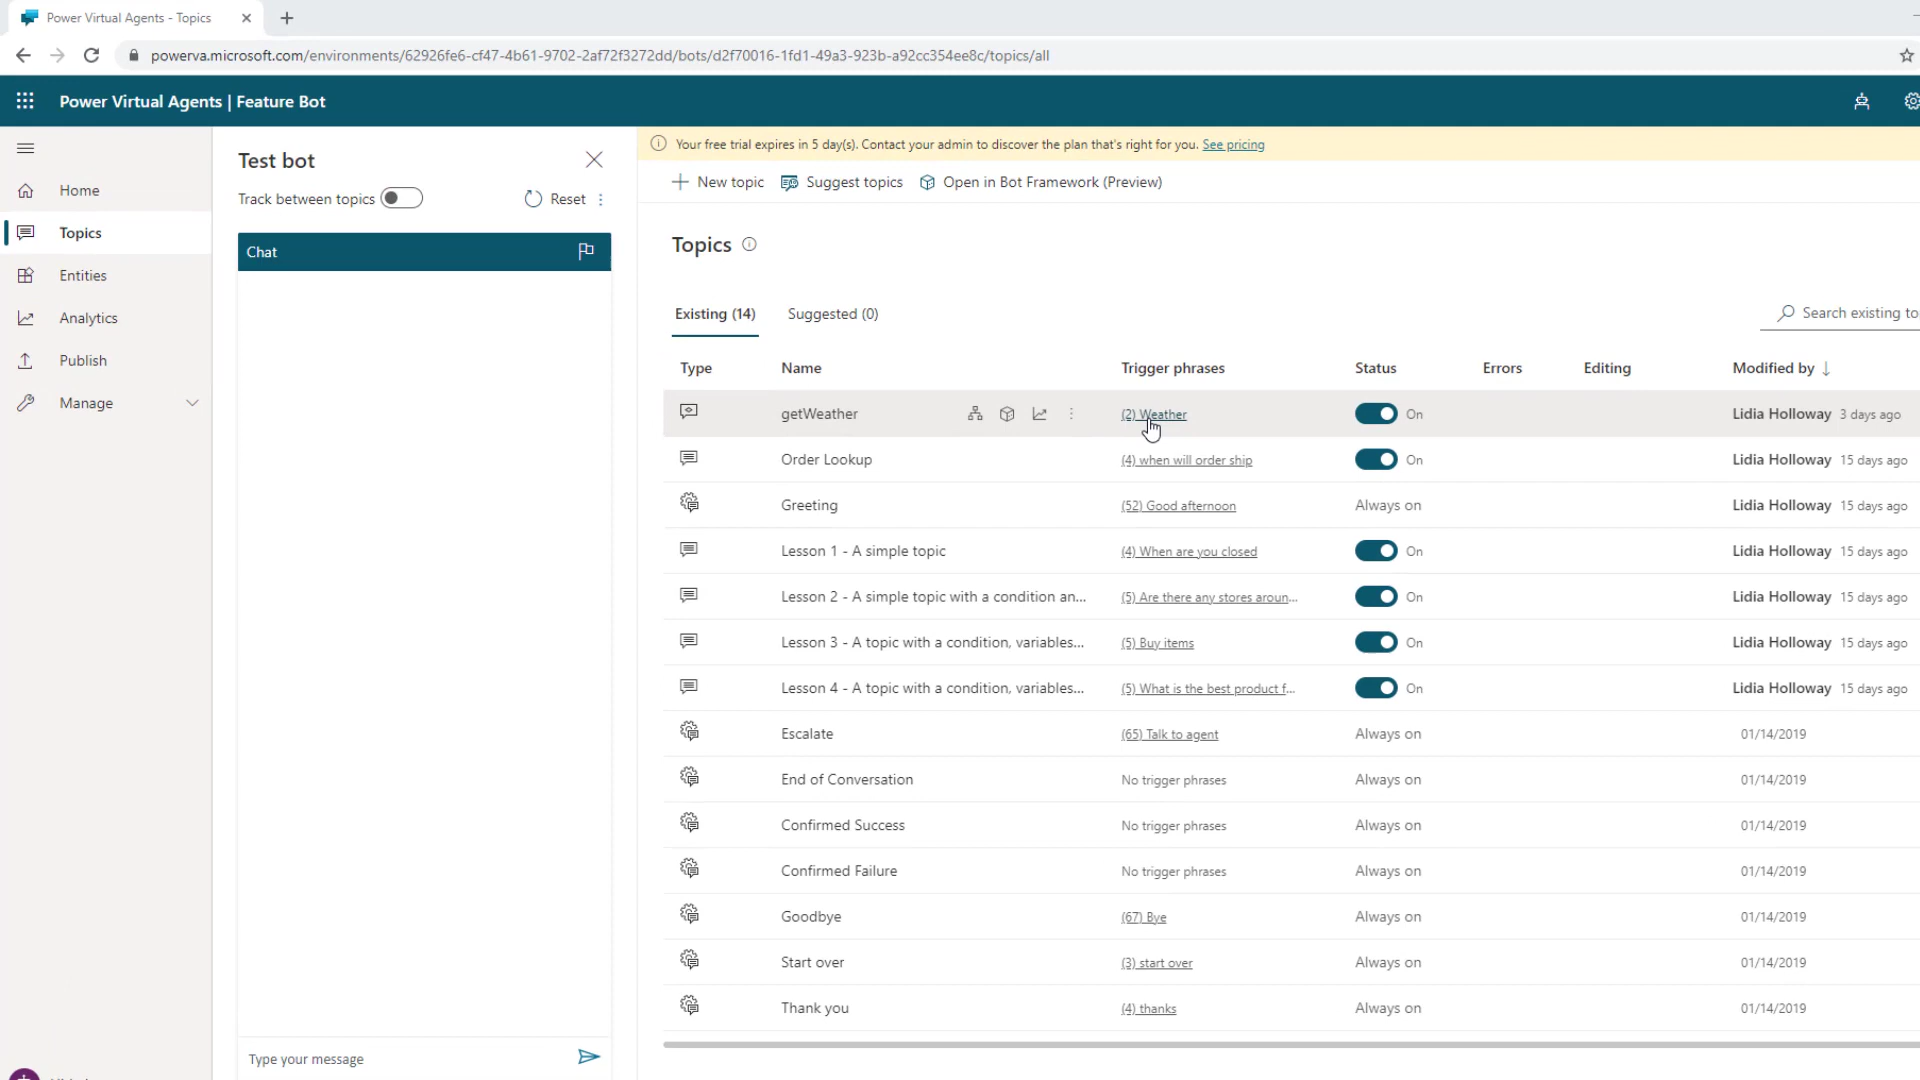 Power Virtual Agents - Topics
powerva.microsoft.com/environments/62926fe6-cf47-4b61-9702-2af72f3272dd/bots/d2f70016-1fd1-49a3-923b-a92cc354ee8c/topics/all
Power Virtual Agents | Feature Bot
Home
Topics
Entities
Analytics
Publish
Manage
Test bot
Track between topics Reset
Chat
Type your message
Your free trial expires in 5 day(s). Contact your admin to discover the plan that's right for you. See pricing
New topic Suggest topics Open in Bot Framework (Preview)
Topics
Existing (14) Suggested (0) Search existing to
Type Name Trigger phrases Status Errors Editing Modified by
getWeather (2) Weather On Lidia Holloway 3 days ago
Order Lookup (4) when will order ship On Lidia Holloway 15 days ago
Greeting (52) Good afternoon Always on Lidia Holloway 15 days ago
Lesson 1 - A simple topic (4) When are you closed On Lidia Holloway 15 days ago
Lesson 2 - A simple topic with a condition an... (5) Are there any stores aroun... On Lidia Holloway 15 days ago
Lesson 3 - A topic with a condition, variables... (5) Buy items On Lidia Holloway 15 days ago
Lesson 4 - A topic with a condition, variables... (5) What is the best product f... On Lidia Holloway 15 days ago
Escalate (65) Talk to agent Always on 01/14/2019
End of Conversation No trigger phrases Always on 01/14/2019
Confirmed Success No trigger phrases Always on 01/14/2019
Confirmed Failure No trigger phrases Always on 01/14/2019
Goodbye (67) Bye Always on 01/14/2019
Start over (3) start over Always on 01/14/2019
Thank you (4) thanks Always on 01/14/2019